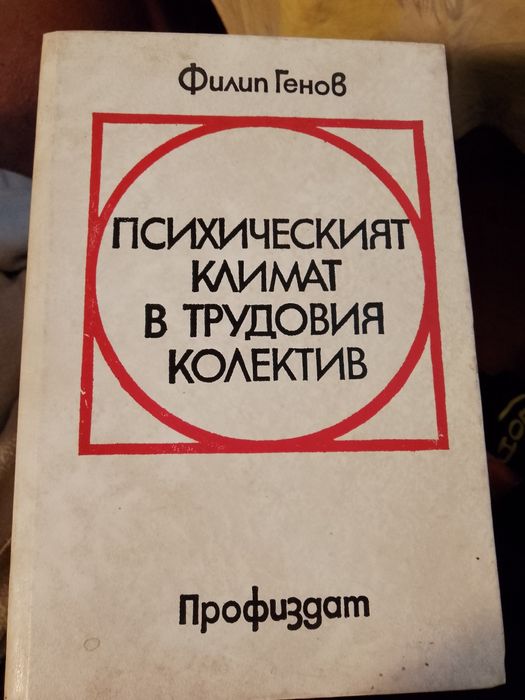 Филип Генов
ПСИХИЧЕСКИЯТ
КЛИМАТ
В ТРУДОВИЯ
КОЛЕКТИВ
Профиздат